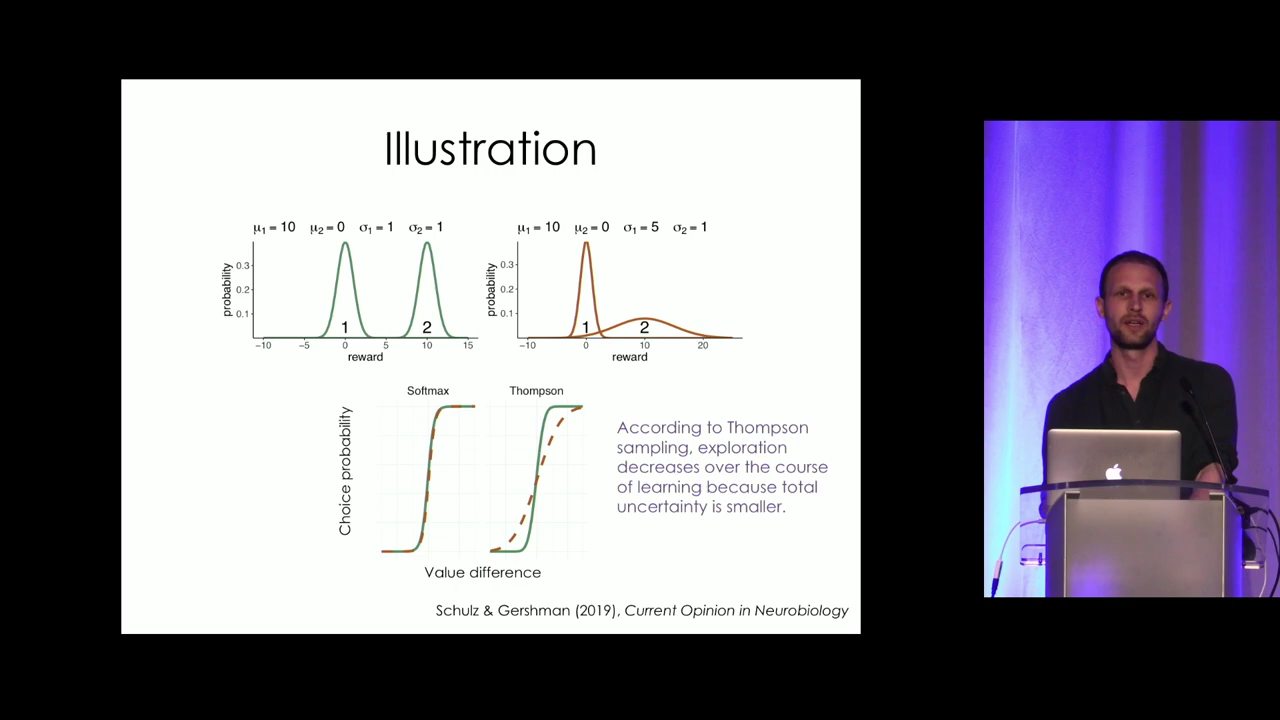 Illustration
μ₁ = 10 μ₂ = 0 σ₁ = 1 σ₂ = 1
μ₁ = 10 μ₂ = 0 σ₁ = 5 σ₂ = 1
probability
0.3
0.2
0.1
1
2
−10 −5 0 5 10 15
reward
probability
0.3
0.2
0.1
1
2
−10 0 10 20
reward
Softmax
Thompson
Choice probability
Value difference
According to Thompson
sampling, exploration
decreases over the course
of learning because total
uncertainty is smaller.
Schulz & Gershman (2019), Current Opinion in Neurobiology